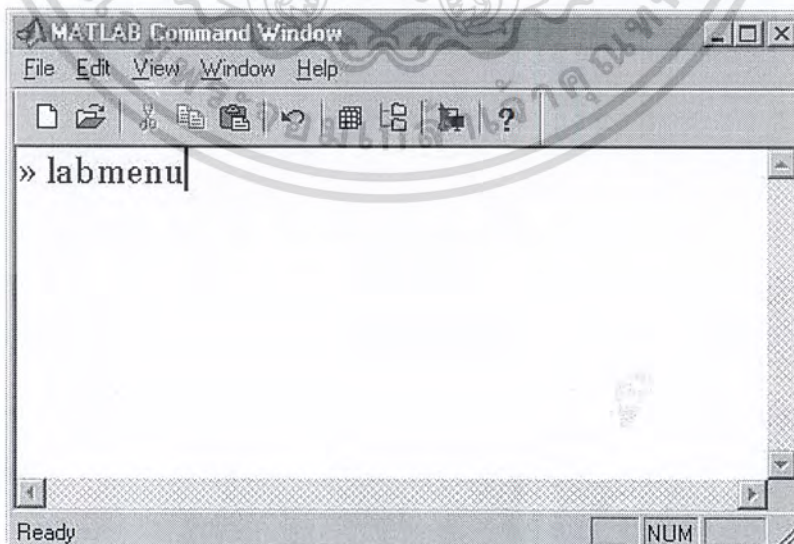 MATLAB Command Window
File Edit View Window Help
?
» labmenu
Ready
NUM